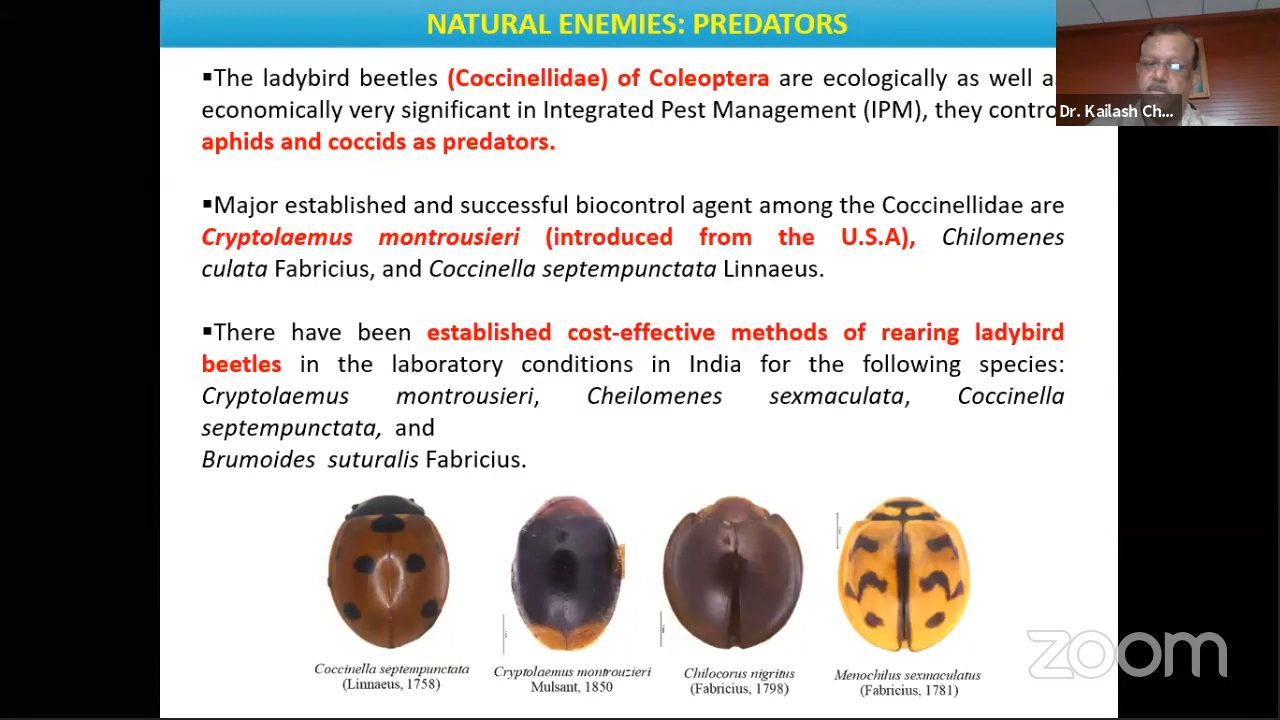 NATURAL ENEMIES: PREDATORS
▪The ladybird beetles (Coccinellidae) of Coleoptera are ecologically as well a
economically very significant in Integrated Pest Management (IPM), they contro
aphids and coccids as predators.
▪Major established and successful biocontrol agent among the Coccinellidae are
Cryptolaemus montrousieri (introduced from the U.S.A), Chilomenes
culata Fabricius, and Coccinella septempunctata Linnaeus.
▪There have been established cost-effective methods of rearing ladybird
beetles in the laboratory conditions in India for the following species:
Cryptolaemus montrousieri, Cheilomenes sexmaculata, Coccinella
septempunctata, and
Brumoides suturalis Fabricius.
Coccinella septempunctata
(Linnaeus, 1758)
Cryptolaemus montrouzieri
Mulsant, 1850
Chilocorus nigritus
(Fabricius, 1798)
Menochilus sexmaculatus
(Fabricius, 1781)
Dr. Kailash Ch...
zoom